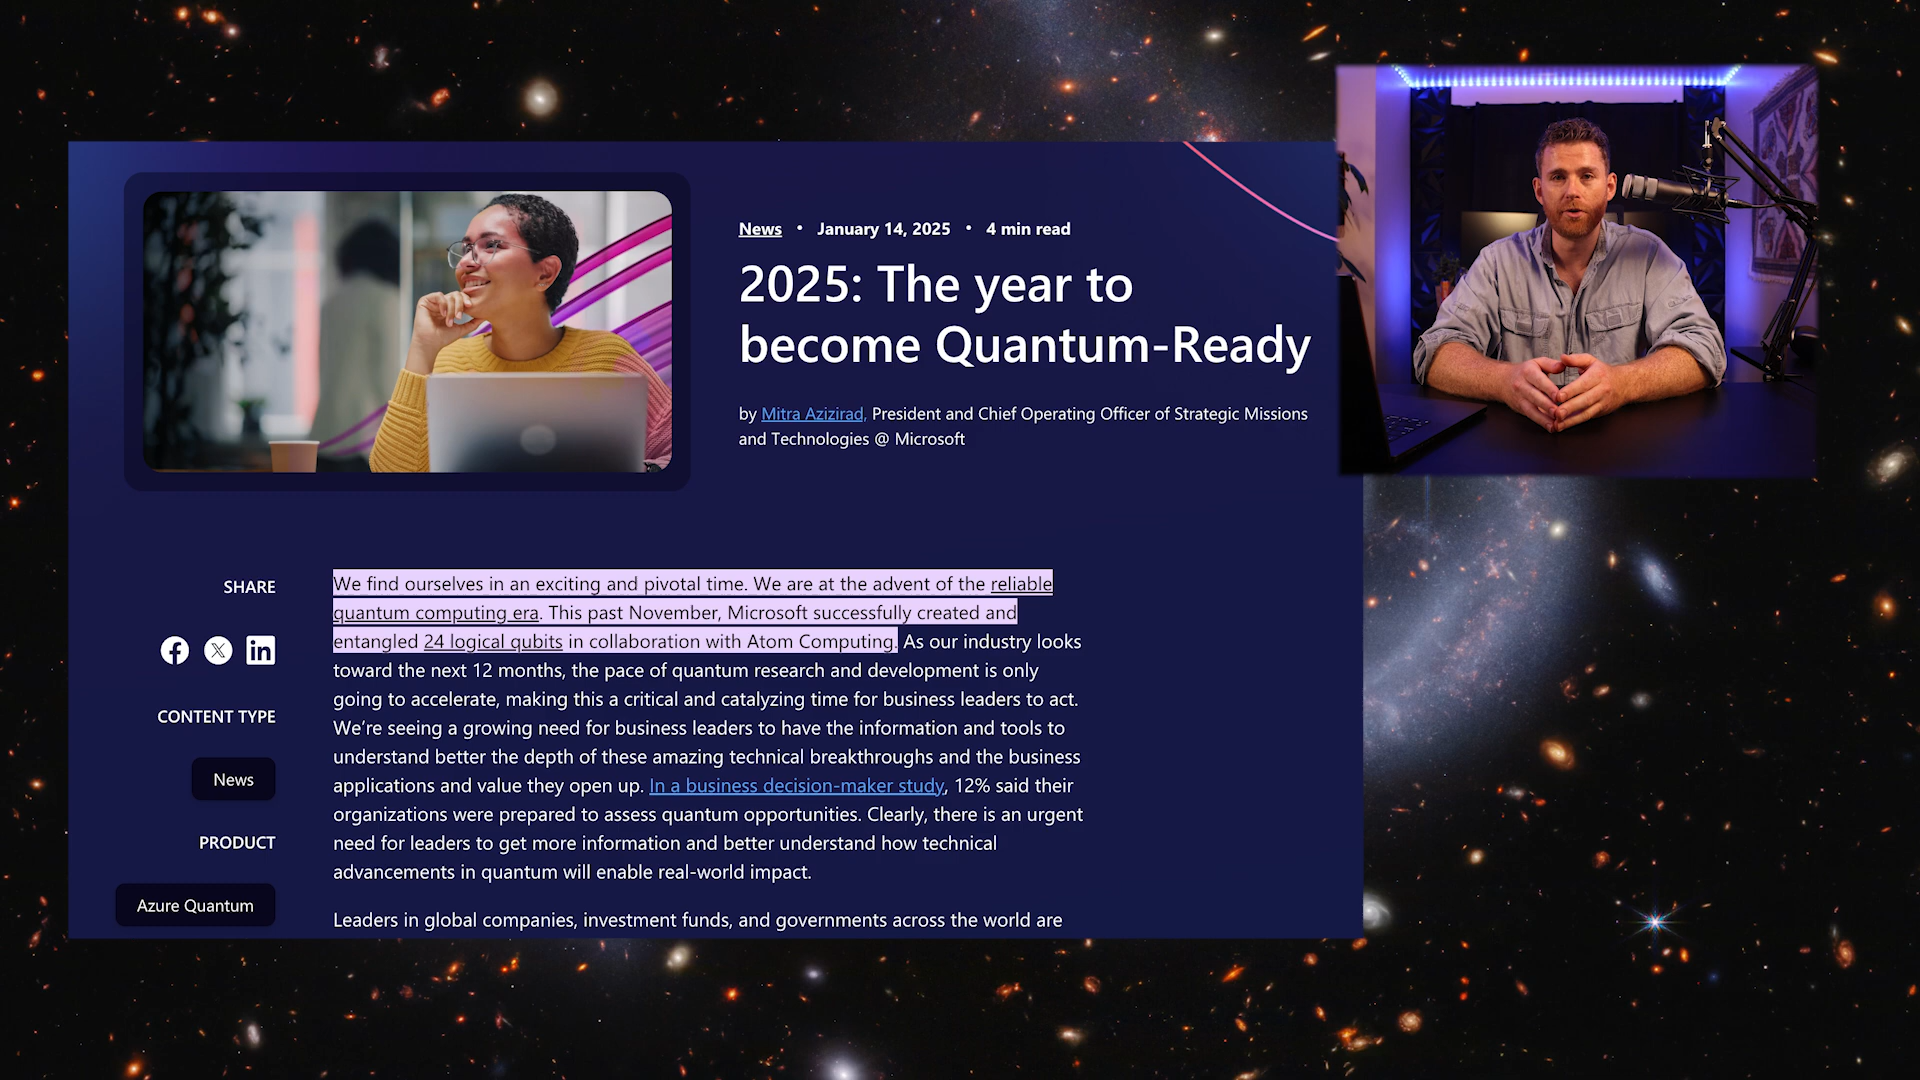 News • January 14, 2025 • 4 min read
2025: The year to
become Quantum-Ready
by Mitra Azizirad, President and Chief Operating Officer of Strategic Missions
and Technologies @ Microsoft
SHARE
CONTENT TYPE
News
PRODUCT
Azure Quantum
We find ourselves in an exciting and pivotal time. We are at the advent of the reliable
quantum computing era. This past November, Microsoft successfully created and
entangled 24 logical qubits in collaboration with Atom Computing. As our industry looks
toward the next 12 months, the pace of quantum research and development is only
going to accelerate, making this a critical and catalyzing time for business leaders to act.
We’re seeing a growing need for business leaders to have the information and tools to
understand better the depth of these amazing technical breakthroughs and the business
applications and value they open up. In a business decision-maker study, 12% said their
organizations were prepared to assess quantum opportunities. Clearly, there is an urgent
need for leaders to get more information and better understand how technical
advancements in quantum will enable real-world impact.
Leaders in global companies, investment funds, and governments across the world are